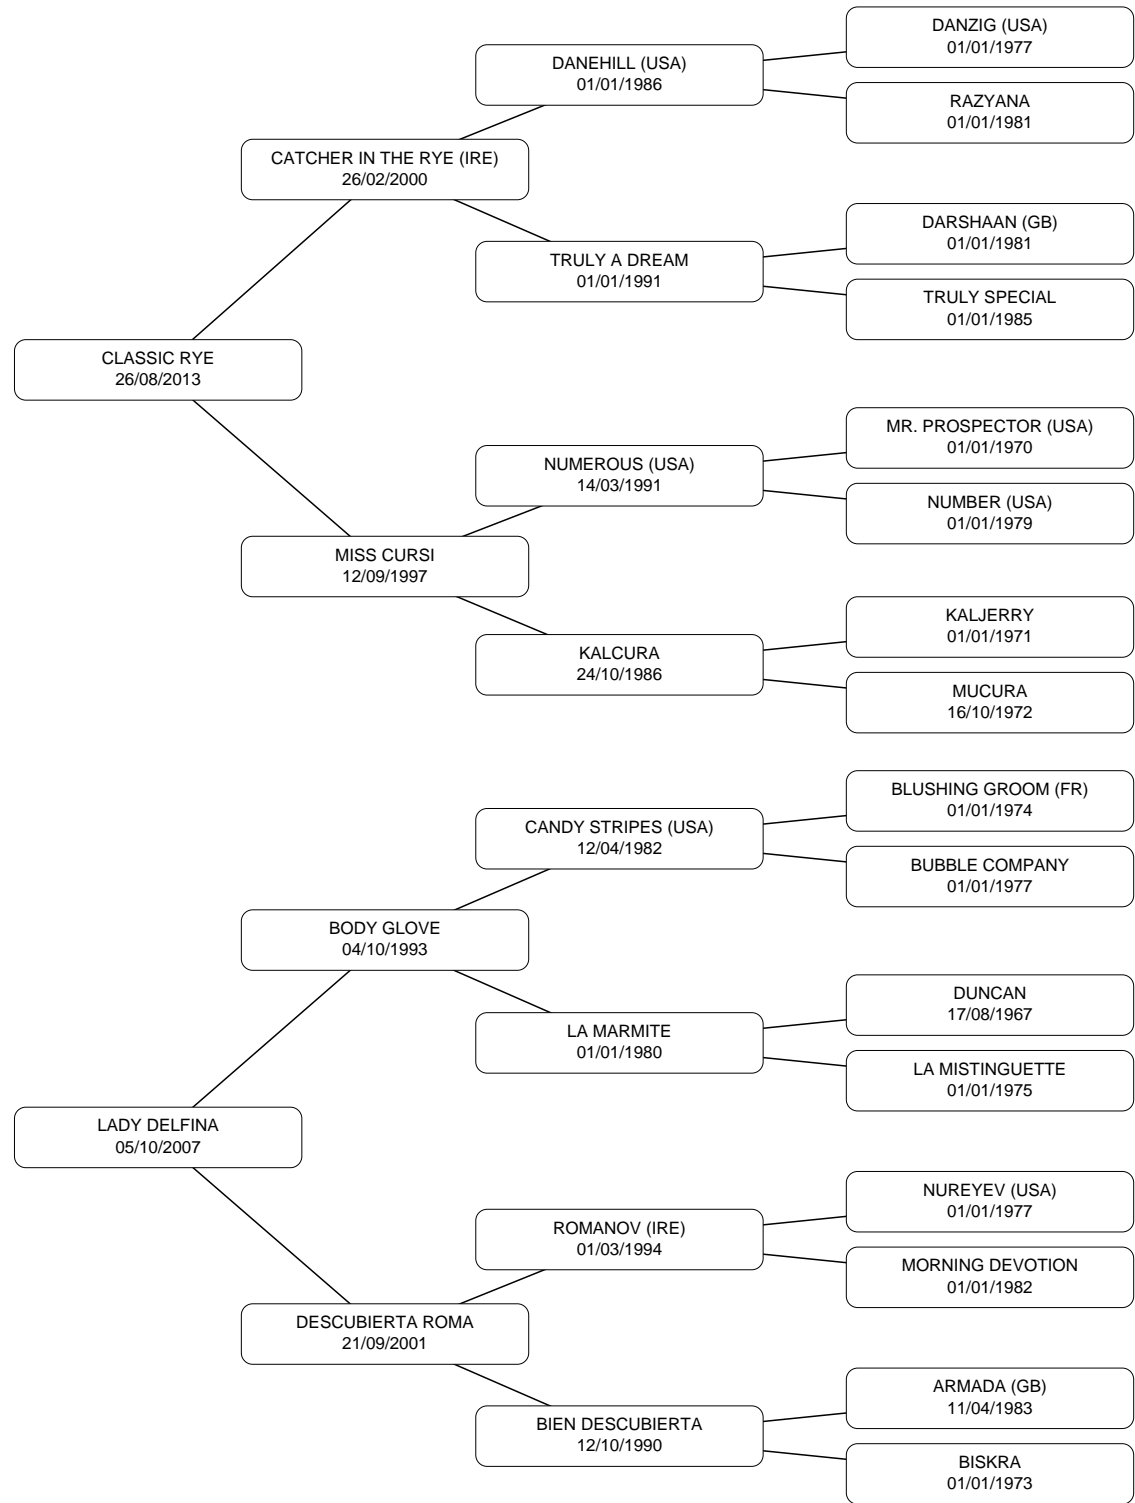 DANZIG (USA)
01/01/1977
DANEHILL (USA)
01/01/1986
RAZYANA
01/01/1981
CATCHER IN THE RYE (IRE)
26/02/2000
DARSHAAN (GB)
01/01/1981
TRULY A DREAM
01/01/1991
TRULY SPECIAL
01/01/1985
CLASSIC RYE
26/08/2013
MR. PROSPECTOR (USA)
01/01/1970
NUMEROUS (USA)
14/03/1991
NUMBER (USA)
01/01/1979
MISS CURSI
12/09/1997
KALJERRY
01/01/1971
KALCURA
24/10/1986
MUCURA
16/10/1972
BLUSHING GROOM (FR)
01/01/1974
CANDY STRIPES (USA)
12/04/1982
BUBBLE COMPANY
01/01/1977
BODY GLOVE
04/10/1993
DUNCAN
17/08/1967
LA MARMITE
01/01/1980
LA MISTINGUETTE
01/01/1975
LADY DELFINA
05/10/2007
NUREYEV (USA)
01/01/1977
ROMANOV (IRE)
01/03/1994
MORNING DEVOTION
01/01/1982
DESCUBIERTA ROMA
21/09/2001
ARMADA (GB)
11/04/1983
BIEN DESCUBIERTA
12/10/1990
BISKRA
01/01/1973